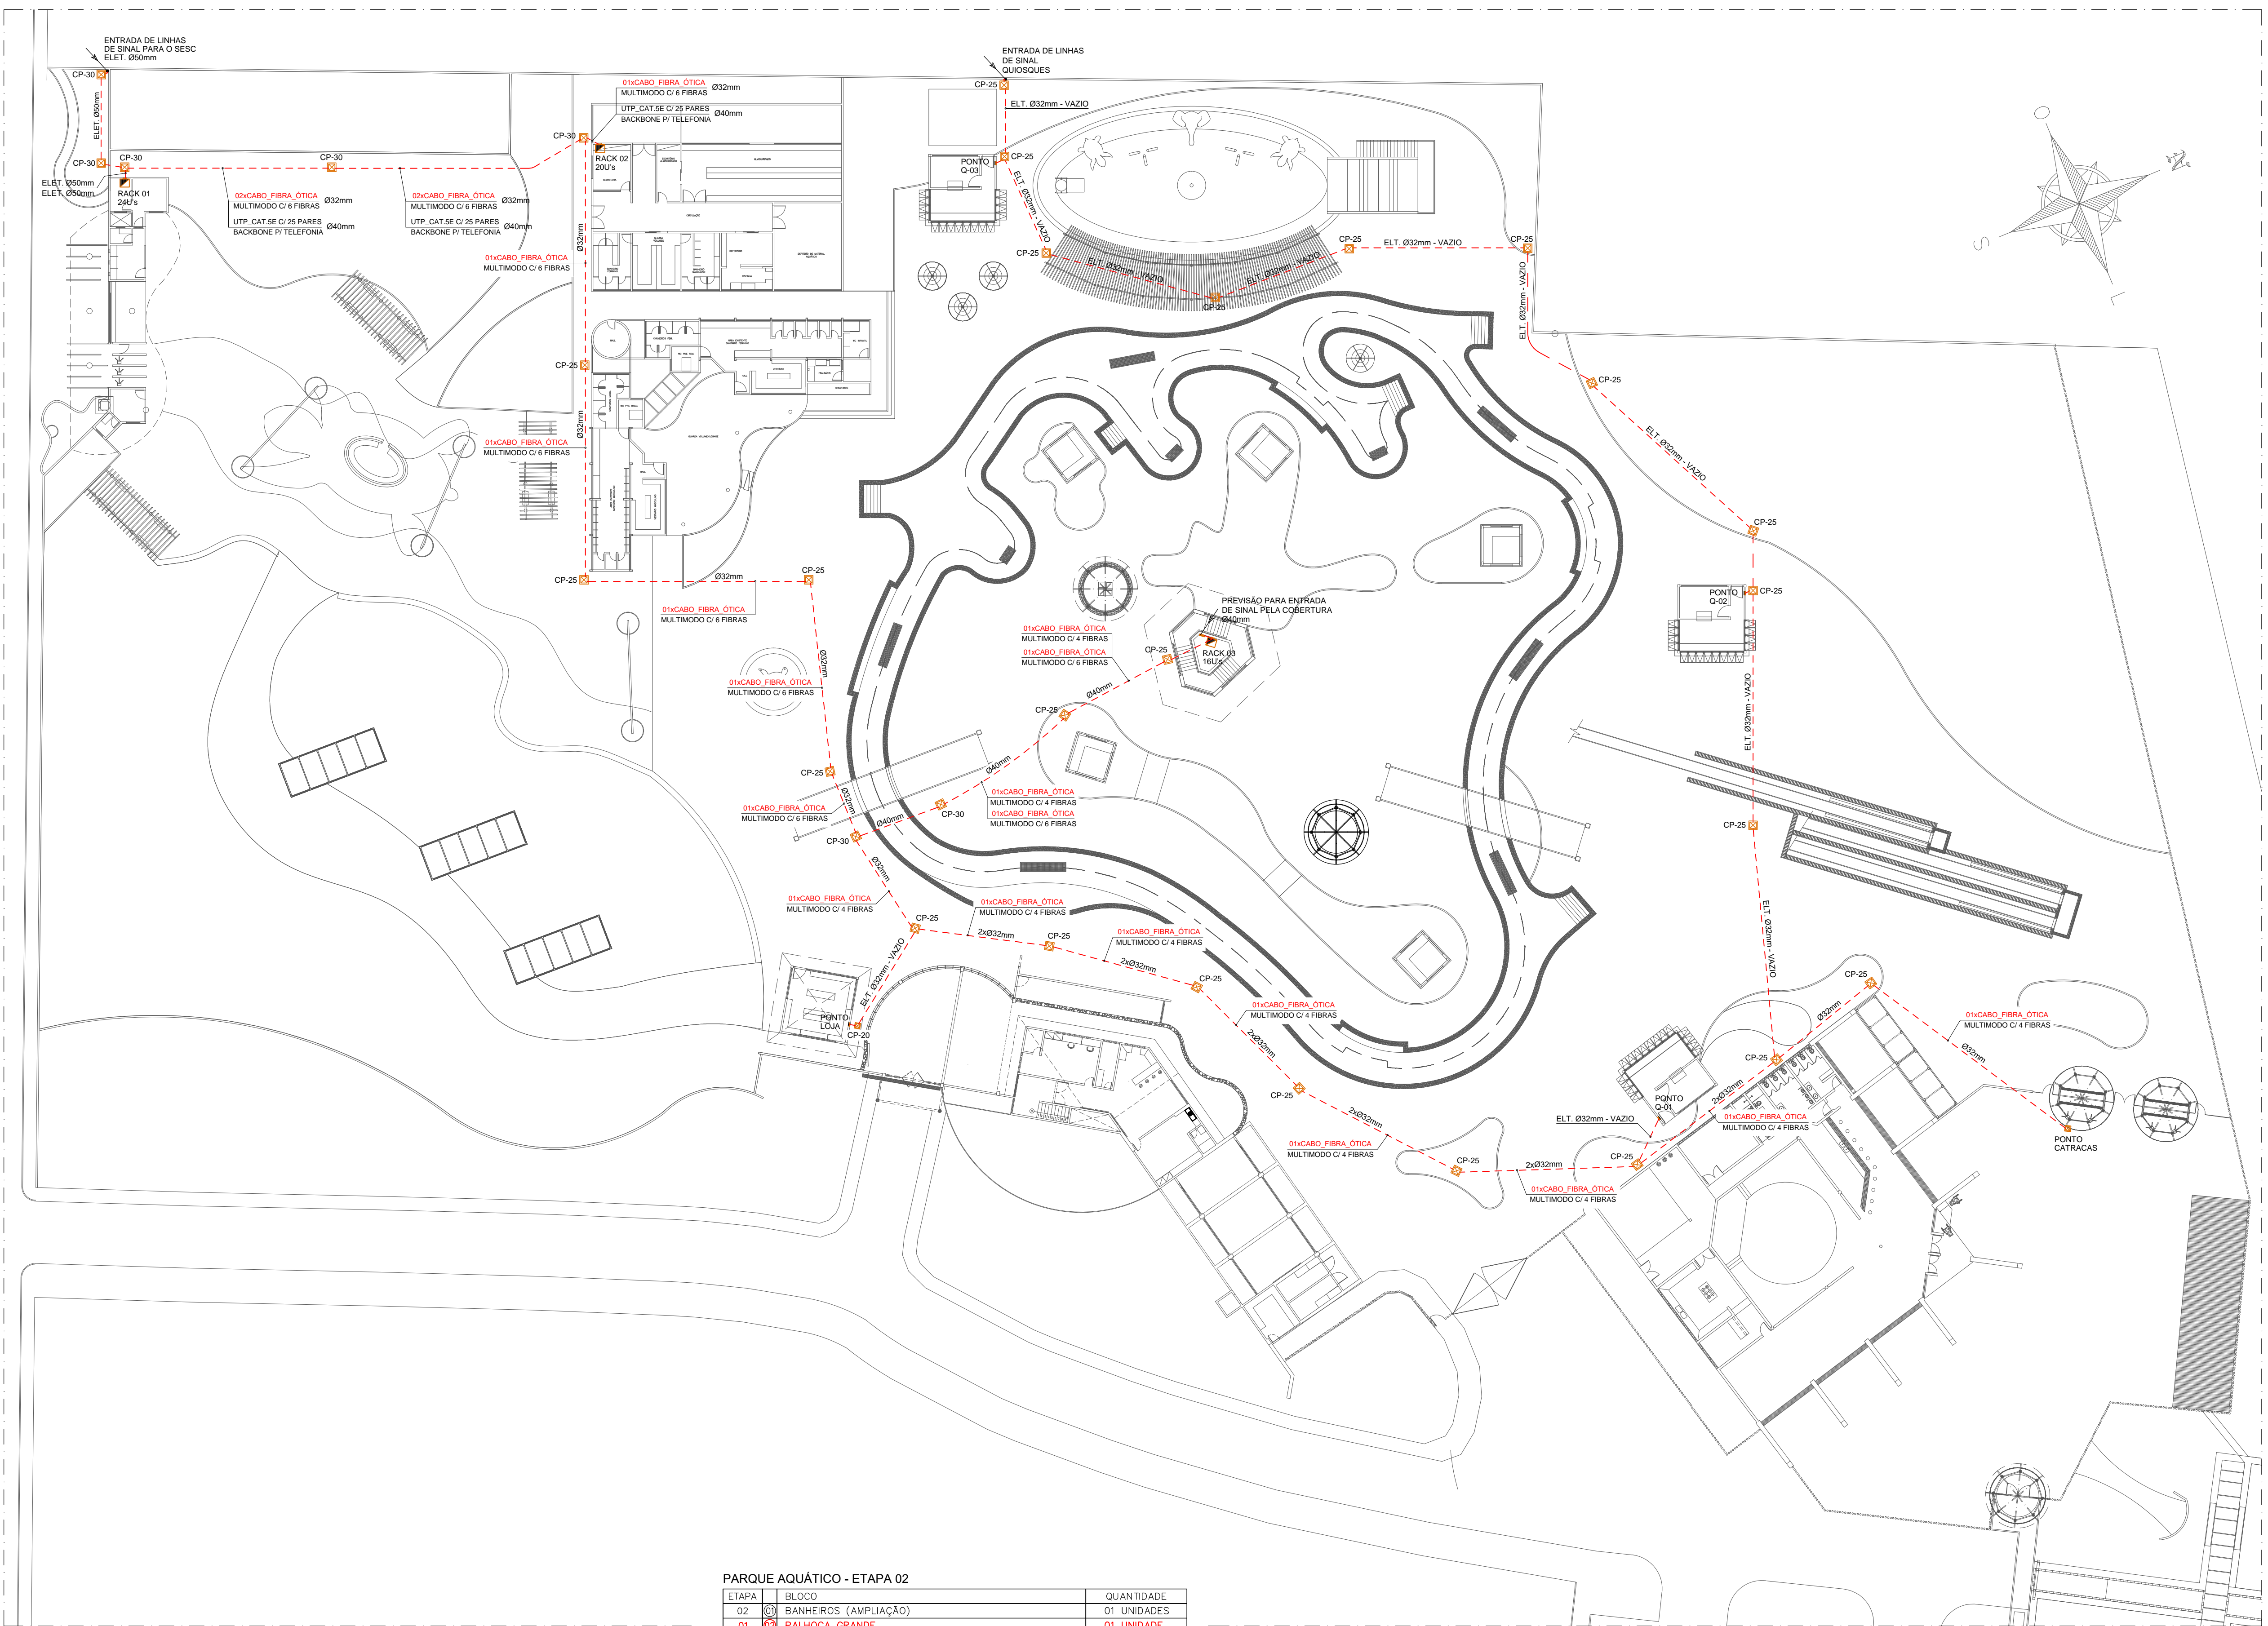 ENTRADA DE LINHAS
DE SINAL PARA O SESC
ELET. Ø50mm
CP-30
ELET. Ø50mm
CP-30
CP-30
ELET. Ø50mm
ELET. Ø50mm
RACK 01
24U's
CP-30
02xCABO_FIBRA_ÓTICA
MULTIMODO C/ 6 FIBRAS
Ø32mm
UTP_CAT.5E C/ 25 PARES
BACKBONE P/ TELEFONIA
Ø40mm
02xCABO_FIBRA_ÓTICA
MULTIMODO C/ 6 FIBRAS
Ø32mm
UTP_CAT.5E C/ 25 PARES
BACKBONE P/ TELEFONIA
Ø40mm
01xCABO_FIBRA_ÓTICA
MULTIMODO C/ 6 FIBRAS
Ø32mm
UTP_CAT.5E C/ 25 PARES
BACKBONE P/ TELEFONIA
Ø40mm
CP-30
RACK 02
20U's
CIRCULAÇÃO
Ø32mm
01xCABO_FIBRA_ÓTICA
MULTIMODO C/ 6 FIBRAS
CP-25
HALL
HALL
Ø32mm
01xCABO_FIBRA_ÓTICA
MULTIMODO C/ 6 FIBRAS
HALL
CP-25
Ø32mm
CP-25
01xCABO_FIBRA_ÓTICA
MULTIMODO C/ 6 FIBRAS
Ø32mm
01xCABO_FIBRA_ÓTICA
MULTIMODO C/ 6 FIBRAS
CP-25
Ø32mm
01xCABO_FIBRA_ÓTICA
MULTIMODO C/ 6 FIBRAS
CP-30
Ø40mm
CP-30
Ø40mm
01xCABO_FIBRA_ÓTICA
MULTIMODO C/ 4 FIBRAS
01xCABO_FIBRA_ÓTICA
MULTIMODO C/ 6 FIBRAS
CP-25
Ø40mm
01xCABO_FIBRA_ÓTICA
MULTIMODO C/ 4 FIBRAS
01xCABO_FIBRA_ÓTICA
MULTIMODO C/ 6 FIBRAS
CP-25
RACK 03
16U's
PREVISÃO PARA ENTRADA
DE SINAL PELA COBERTURA
Ø40mm
ENTRADA DE LINHAS
DE SINAL
QUIOSQUES
CP-25
ELT. Ø32mm - VAZIO
CP-25
PONTO
Q-03
ELT. Ø32mm - VAZIO
CP-25
ELT. Ø32mm - VAZIO
CP-25
ELT. Ø32mm - VAZIO
CP-25
ELT. Ø32mm - VAZIO
CP-25
ELT. Ø32mm - VAZIO
CP-25
ELT. Ø32mm - VAZIO
CP-25
CP-25
PONTO
Q-02
ELT. Ø32mm - VAZIO
CP-25
ELT. Ø32mm - VAZIO
O
N
S
L
Ø32mm
01xCABO_FIBRA_ÓTICA
MULTIMODO C/ 4 FIBRAS
CP-25
ELT. Ø32mm - VAZIO
PONTO
LOJA
CP-20
01xCABO_FIBRA_ÓTICA
MULTIMODO C/ 4 FIBRAS
2xØ32mm
CP-25
01xCABO_FIBRA_ÓTICA
MULTIMODO C/ 4 FIBRAS
2xØ32mm
CP-25
01xCABO_FIBRA_ÓTICA
MULTIMODO C/ 4 FIBRAS
2xØ32mm
CP-25
2xØ32mm
01xCABO_FIBRA_ÓTICA
MULTIMODO C/ 4 FIBRAS
CP-25
2xØ32mm
01xCABO_FIBRA_ÓTICA
MULTIMODO C/ 4 FIBRAS
CP-25
ELT. Ø32mm - VAZIO
PONTO
Q-01
2xØ32mm
01xCABO_FIBRA_ÓTICA
MULTIMODO C/ 4 FIBRAS
CP-25
Ø32mm
CP-25
01xCABO_FIBRA_ÓTICA
MULTIMODO C/ 4 FIBRAS
Ø32mm
PONTO
CATRACAS
PARQUE AQUÁTICO - ETAPA 02
ETAPA BLOCO QUANTIDADE
02 01 BANHEIROS (AMPLIAÇÃO) 01 UNIDADES
01 02 PALHOÇA GRANDE 01 UNIDADE